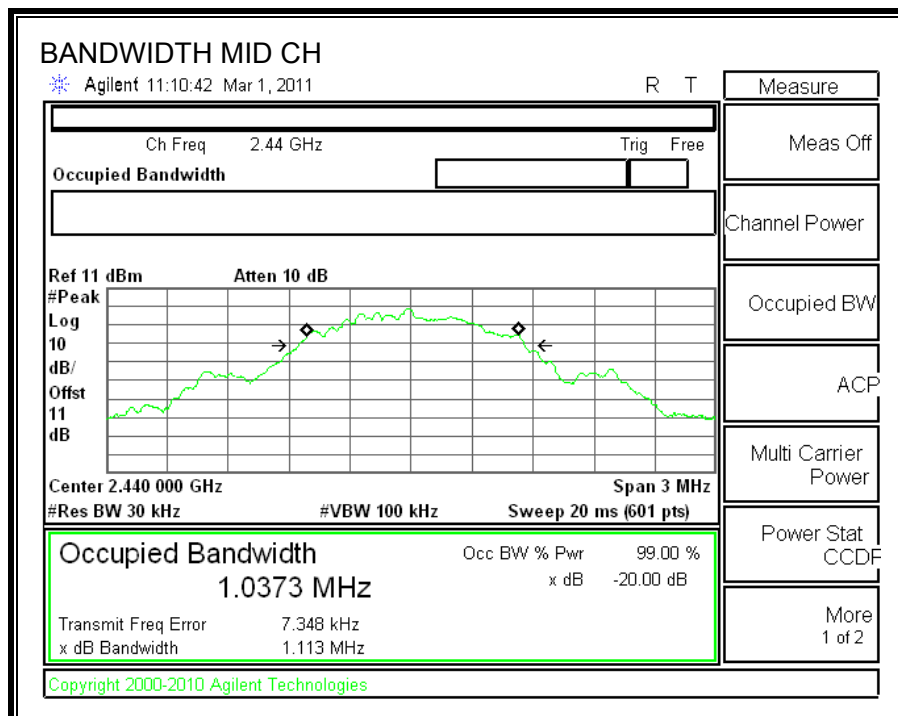 BANDWIDTH MID CH
Agilent 11:10:42 Mar 1, 2011 R T
Measure
Ch Freq 2.44 GHz Trig Free
Occupied Bandwidth
Meas Off
Channel Power
Occupied BW
ACP
Multi Carrier
Power
Power Stat
CCDF
More
1 of 2
Ref 11 dBm Atten 10 dB
#Peak
Log
10
dB/
Offst
11
dB
Center 2.440 000 GHz Span 3 MHz
#Res BW 30 kHz #VBW 100 kHz Sweep 20 ms (601 pts)
Occupied Bandwidth
1.0373 MHz
Occ BW % Pwr 99.00 %
x dB -20.00 dB
Transmit Freq Error 7.348 kHz
x dB Bandwidth 1.113 MHz
Copyright 2000-2010 Agilent Technologies